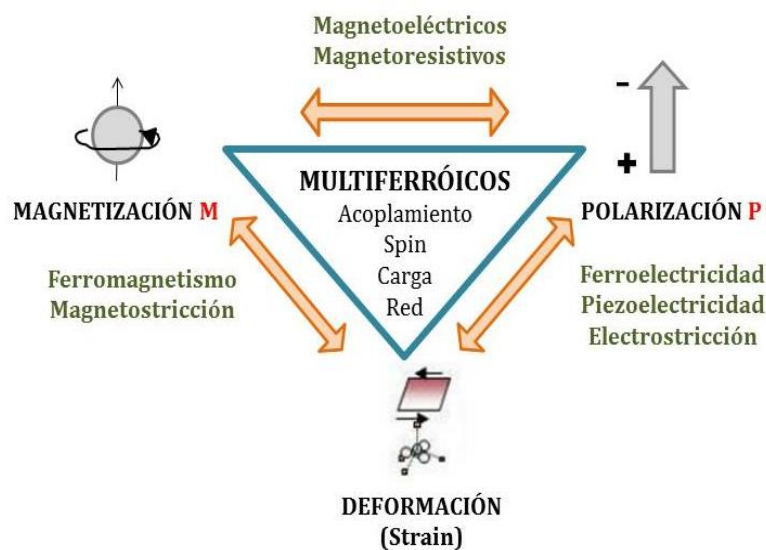 Magnetoeléctricos
Magnetoresistivos
-
+
MULTIFERRÓICOS
Acoplamiento
Spin
Carga
Red
MAGNETIZACIÓN M
POLARIZACIÓN P
Ferromagnetismo
Magnetostricción
Ferroelectricidad
Piezoelectricidad
Electrostricción
DEFORMACIÓN
(Strain)